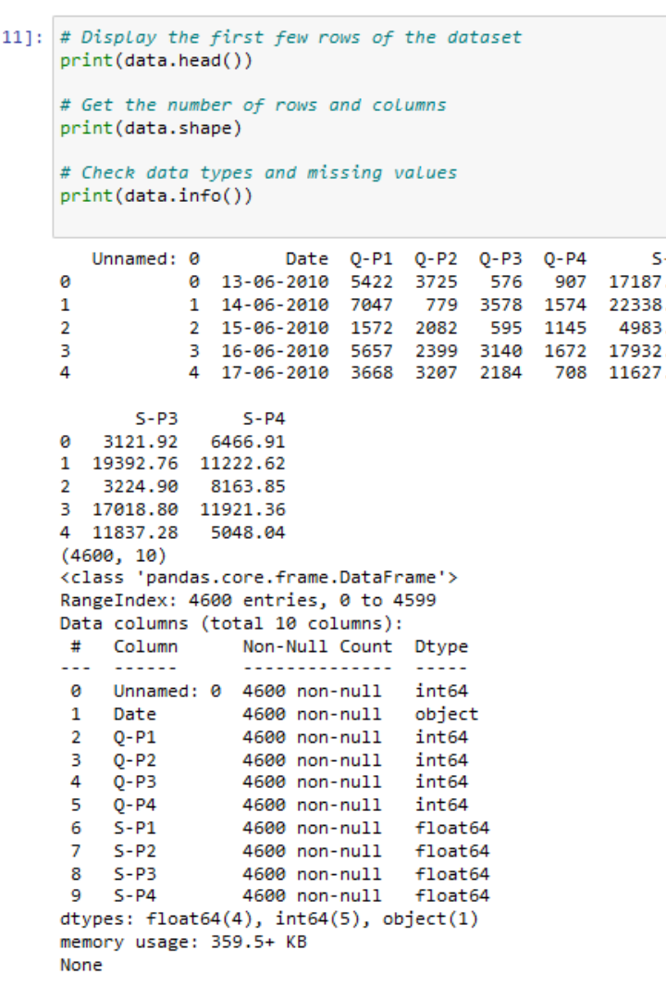 11]: # Display the first few rows of the dataset
print(data.head())
# Get the number of rows and columns
print(data.shape)
# Check data types and missing values
print(data.info())
Unnamed: 0 Date Q-P1 Q-P2 Q-P3 Q-P4 S-
0 0 13-06-2010 5422 3725 576 907 17187.
1 1 14-06-2010 7047 779 3578 1574 22338.
2 2 15-06-2010 1572 2082 595 1145 4983.
3 3 16-06-2010 5657 2399 3140 1672 17932.
4 4 17-06-2010 3668 3207 2184 708 11627.
S-P3 S-P4
0 3121.92 6466.91
1 19392.76 11222.62
2 3224.90 8163.85
3 17018.80 11921.36
4 11837.28 5048.04
(4600, 10)
<class 'pandas.core.frame.DataFrame'>
RangeIndex: 4600 entries, 0 to 4599
Data columns (total 10 columns):
# Column Non-Null Count Dtype
--- ------ -------------- -----
0 Unnamed: 0 4600 non-null int64
1 Date 4600 non-null object
2 Q-P1 4600 non-null int64
3 Q-P2 4600 non-null int64
4 Q-P3 4600 non-null int64
5 Q-P4 4600 non-null int64
6 S-P1 4600 non-null float64
7 S-P2 4600 non-null float64
8 S-P3 4600 non-null float64
9 S-P4 4600 non-null float64
dtypes: float64(4), int64(5), object(1)
memory usage: 359.5+ KB
None